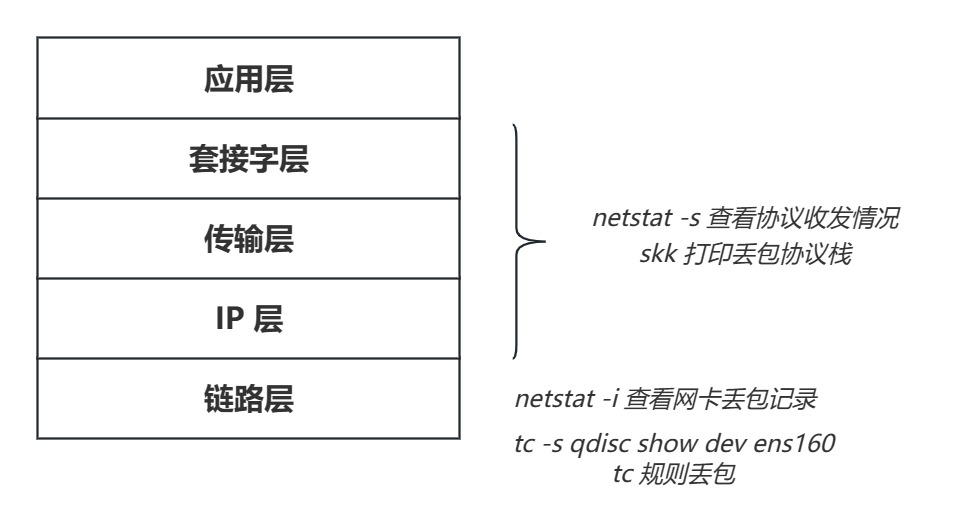 应用层
套接字层
传输层
IP 层
链路层
netstat -s 查看协议收发情况
skk 打印丢包协议栈
netstat -i 查看网卡丢包记录
tc -s qdisc show dev ens160
tc 规则丢包